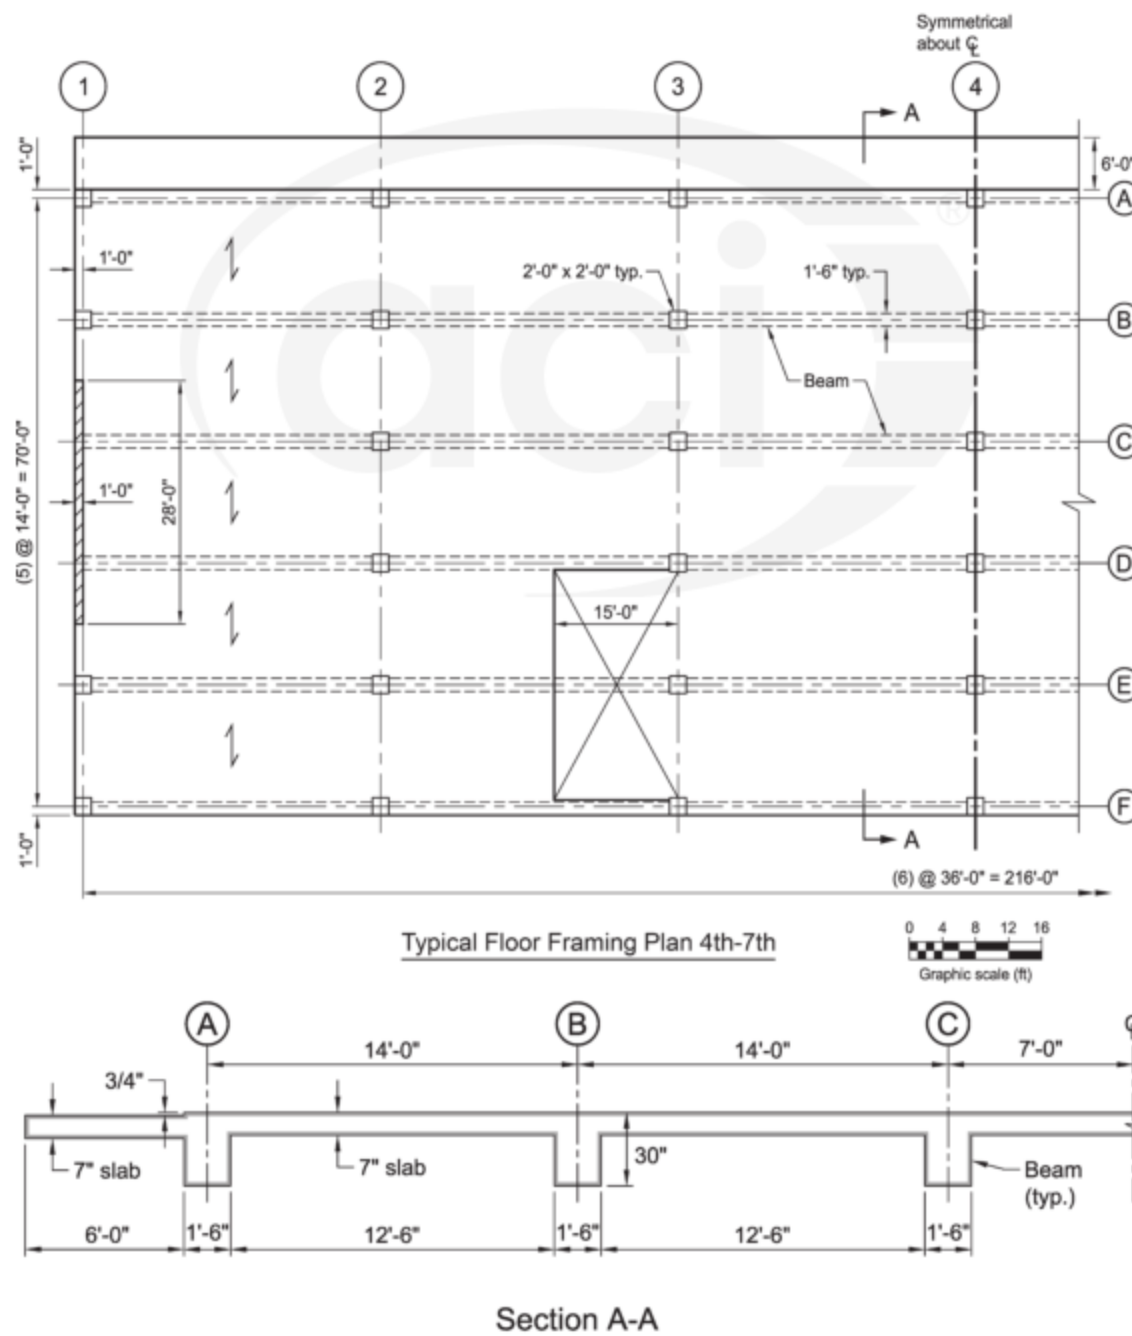 Symmetrical
about ℄
1
2
3
4
A
1'-0"
6'-0"
A
1'-0"
2'-0" x 2'-0" typ.
1'-6" typ.
B
Beam
(5) @ 14'-0" = 70'-0"
C
1'-0"
28'-0"
D
15'-0"
E
A
F
1'-0"
(6) @ 36'-0" = 216'-0"
Typical Floor Framing Plan 4th-7th
0 4 6 8 12 16
Graphic scale (ft)
aci
®
A
B
C
14'-0"
14'-0"
7'-0"
3/4"
7" slab
7" slab
30"
Beam
(typ.)
6'-0"
1'-6"
12'-6"
1'-6"
12'-6"
1'-6"
Section A-A